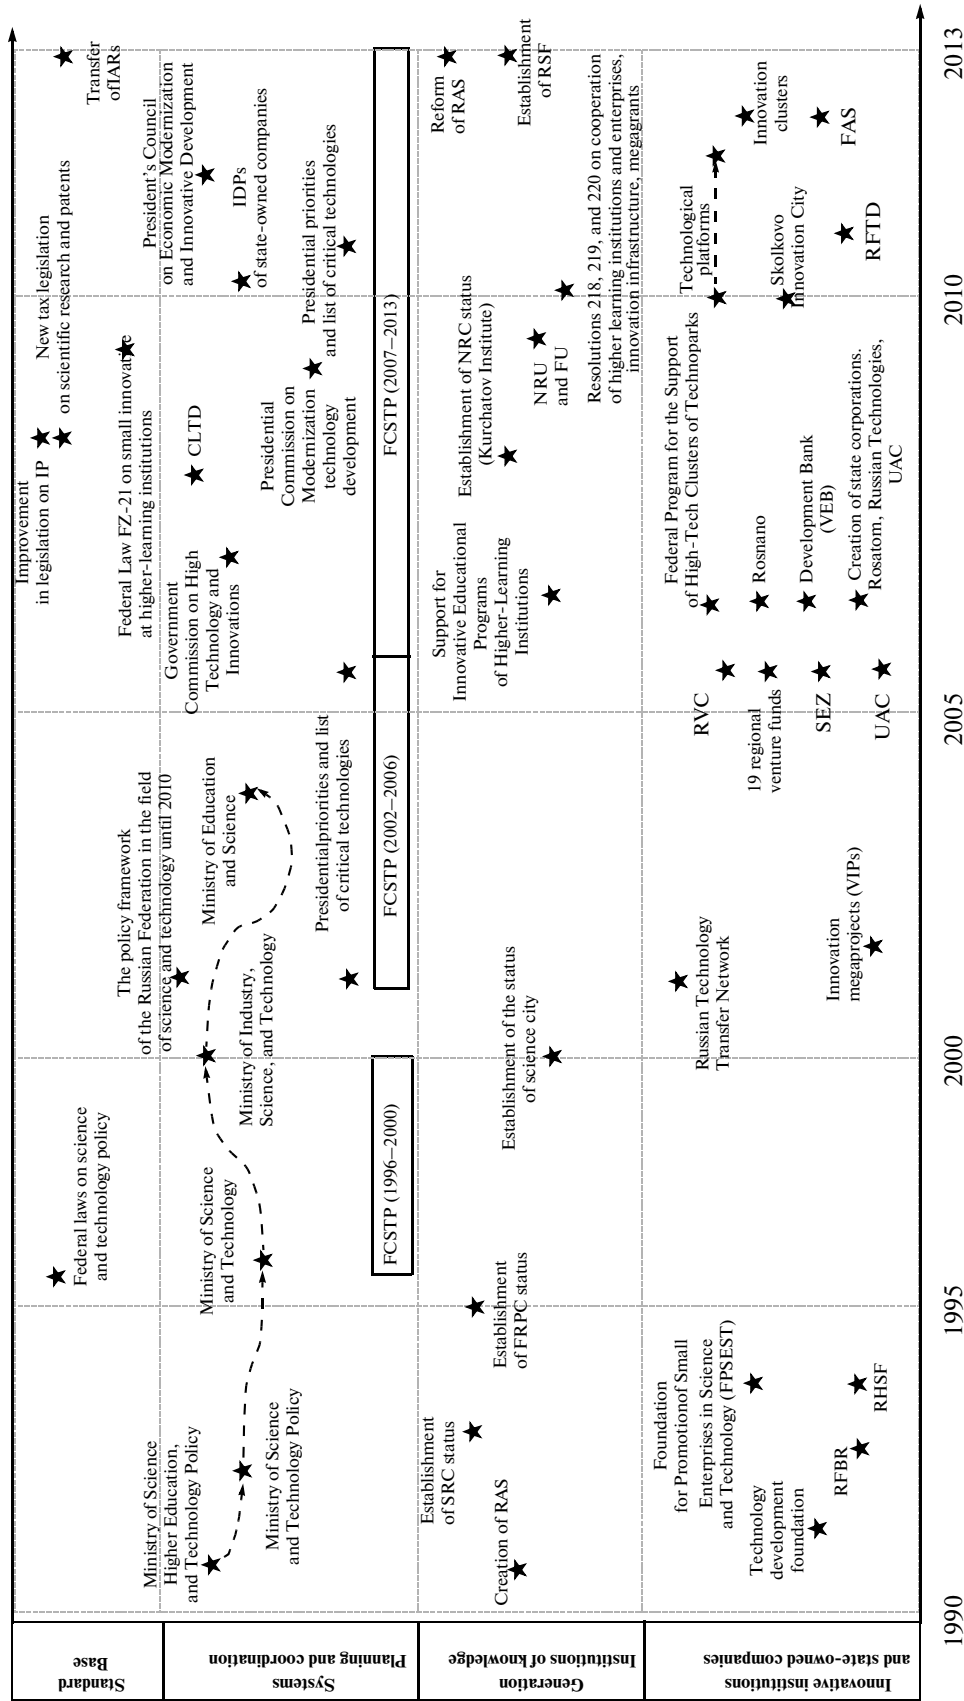 Standard
Base
Improvement
in legislation on IP
New tax legislation
on scientific research and patents
Transfer
ofIARs
Federal laws on science
and technology policy
Federal Law FZ-21 on small innovative
at higher-learning institutions
The policy framework
of the Russian Federation in the field
of science and technology until 2010
Systems
Planning and coordination
Ministry of Science
Higher Education,
and Technology Policy
Ministry of Science
and Technology Policy
Ministry of Science
and Technology
Ministry of Industry,
Science, and Technology
Ministry of Education
and Science
Government
Commission on High
Technology and
Innovations
CLTD
President's Council
on Economic Modernization
and Innovative Development
IDPs
of state-owned companies
Presidentialpriorities and list
of critical technologies
Presidential
Commission on
Modernization
technology
development
Presidential priorities
and list of critical technologies
FCSTP (1996–2000)
FCSTP (2002–2006)
FCSTP (2007–2013)
Generation
Institutions of knowledge
Creation of RAS
Establishment
of SRC status
Establishment
of FRPC status
Establishment of the status
of science city
Support for
Innovative Educational
Programs
of Higher-Learning
Institutions
Establishment of NRC status
(Kurchatov Institute)
NRU
and FU
Reform
of RAS
Establishment
of RSF
Resolutions 218, 219, and 220 on cooperation
of higher learning institutions and enterprises,
innovation infrastructure, megagrants
Innovative institutions
and state-owned companies
Foundation
for Promotionof Small
Enterprises in Science
and Technology (FPSEST)
Technology
development
foundation
RFBR
RHSF
Russian Technology
Transfer Network
Innovation
megaprojects (VIPs)
RVC
19 regional
venture funds
SEZ
UAC
Federal Program for the Support
of High-Tech Clusters of Technoparks
Rosnano
Development Bank
(VEB)
Creation of state corporations.
Rosatom, Russian Technologies,
UAC
Technological
platforms
Skolkovo
Innovation City
RFTD
Innovation
clusters
FAS
1990
1995
2000
2005
2010
2013